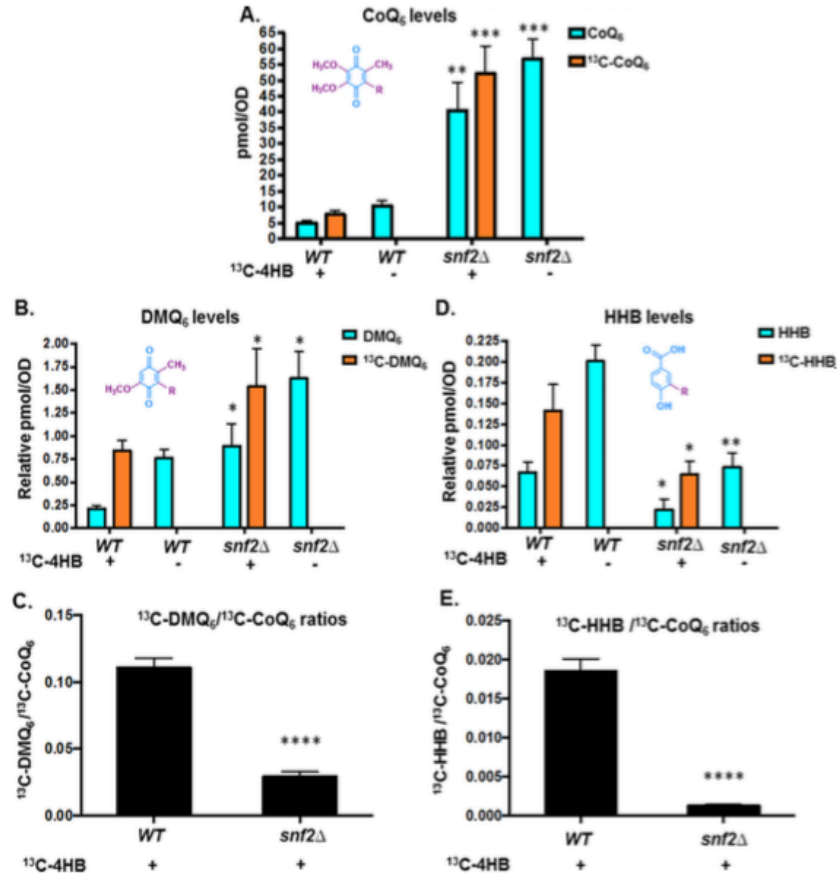 A.
CoQ₆ levels
pmol/OD
65
60
55
50
45
40
35
30
25
20
15
10
5
0
H₃CO
H₃CO
O
O
CH₃
R
** *** ***
CoQ₆
¹³C-CoQ₆
WT WT snf2Δ snf2Δ
¹³C-4HB + - + -
B.
DMQ₆ levels
Relative pmol/OD
2.00
1.75
1.50
1.25
1.00
0.75
0.50
0.25
0.00
O
CH₃
H₃CO
R
O
* * *
DMQ₆
¹³C-DMQ₆
WT WT snf2Δ snf2Δ
¹³C-4HB + - + -
D.
HHB levels
Relative pmol/OD
0.225
0.200
0.175
0.150
0.125
0.100
0.075
0.050
0.025
0.000
O OH
R
OH
* * **
HHB
¹³C-HHB
WT WT snf2Δ snf2Δ
¹³C-4HB + - + -
C.
¹³C-DMQ₆/¹³C-CoQ₆ ratios
¹³C-DMQ₆/¹³C-CoQ₆
0.15
0.10
0.05
0.00
****
WT snf2Δ
¹³C-4HB + +
E.
¹³C-HHB /¹³C-CoQ₆ ratios
¹³C-HHB /¹³C-CoQ₆
0.025
0.020
0.015
0.010
0.005
0.000
****
WT snf2Δ
¹³C-4HB + +